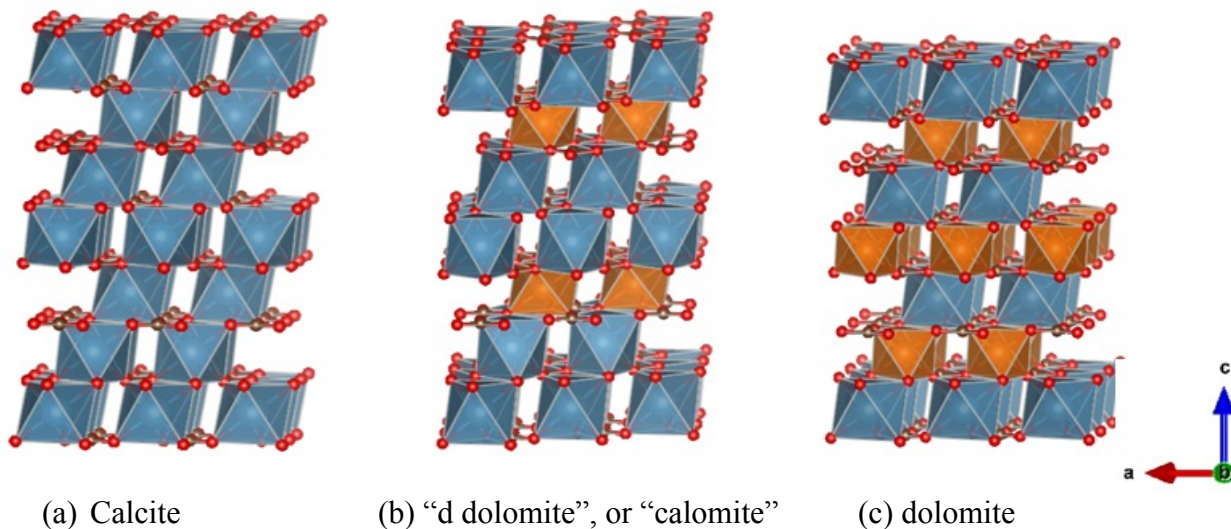 c
a
b
(a) Calcite (b) “d dolomite”, or “calomite” (c) dolomite